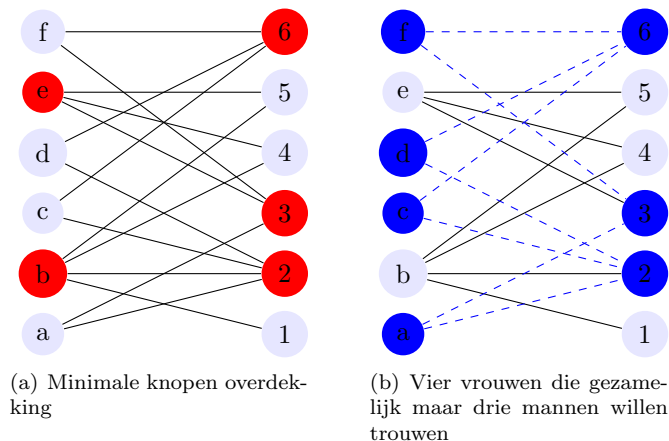 f
6
e
5
d
4
c
3
b
2
a
1
(a) Minimale knopen overdek-
king
f
6
e
5
d
4
c
3
b
2
a
1
(b) Vier vrouwen die gezame-
lijk maar drie mannen willen
trouwen